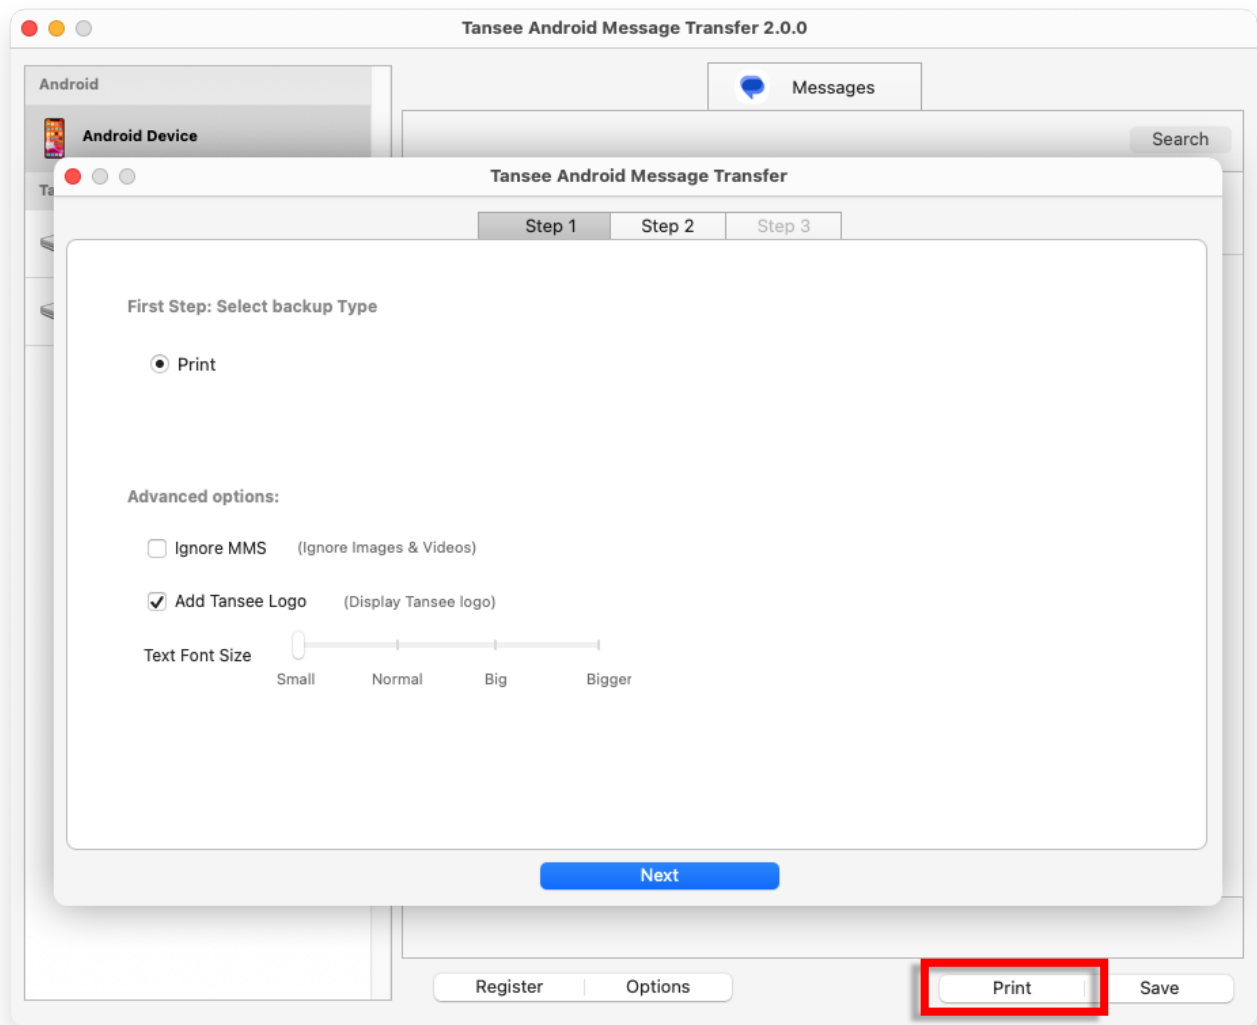 Tansee Android Message Transfer 2.0.0
Android
Messages
Android Device
Search
Tansee Android Message Transfer
Ta
Step 1 Step 2 Step 3
First Step: Select backup Type
Print
Advanced options:
Ignore MMS (Ignore Images & Videos)
Add Tansee Logo (Display Tansee logo)
Text Font Size
Small Normal Big Bigger
Next
Register Options Print Save